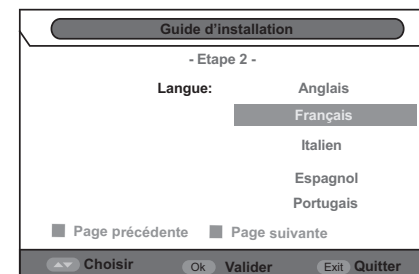 Guide d'installation
- Etape 2 -
Langue: Anglais
Français
Italien
Espagnol
Portugais
Page précédente Page suivante
Choisir Ok Valider Exit Quitter